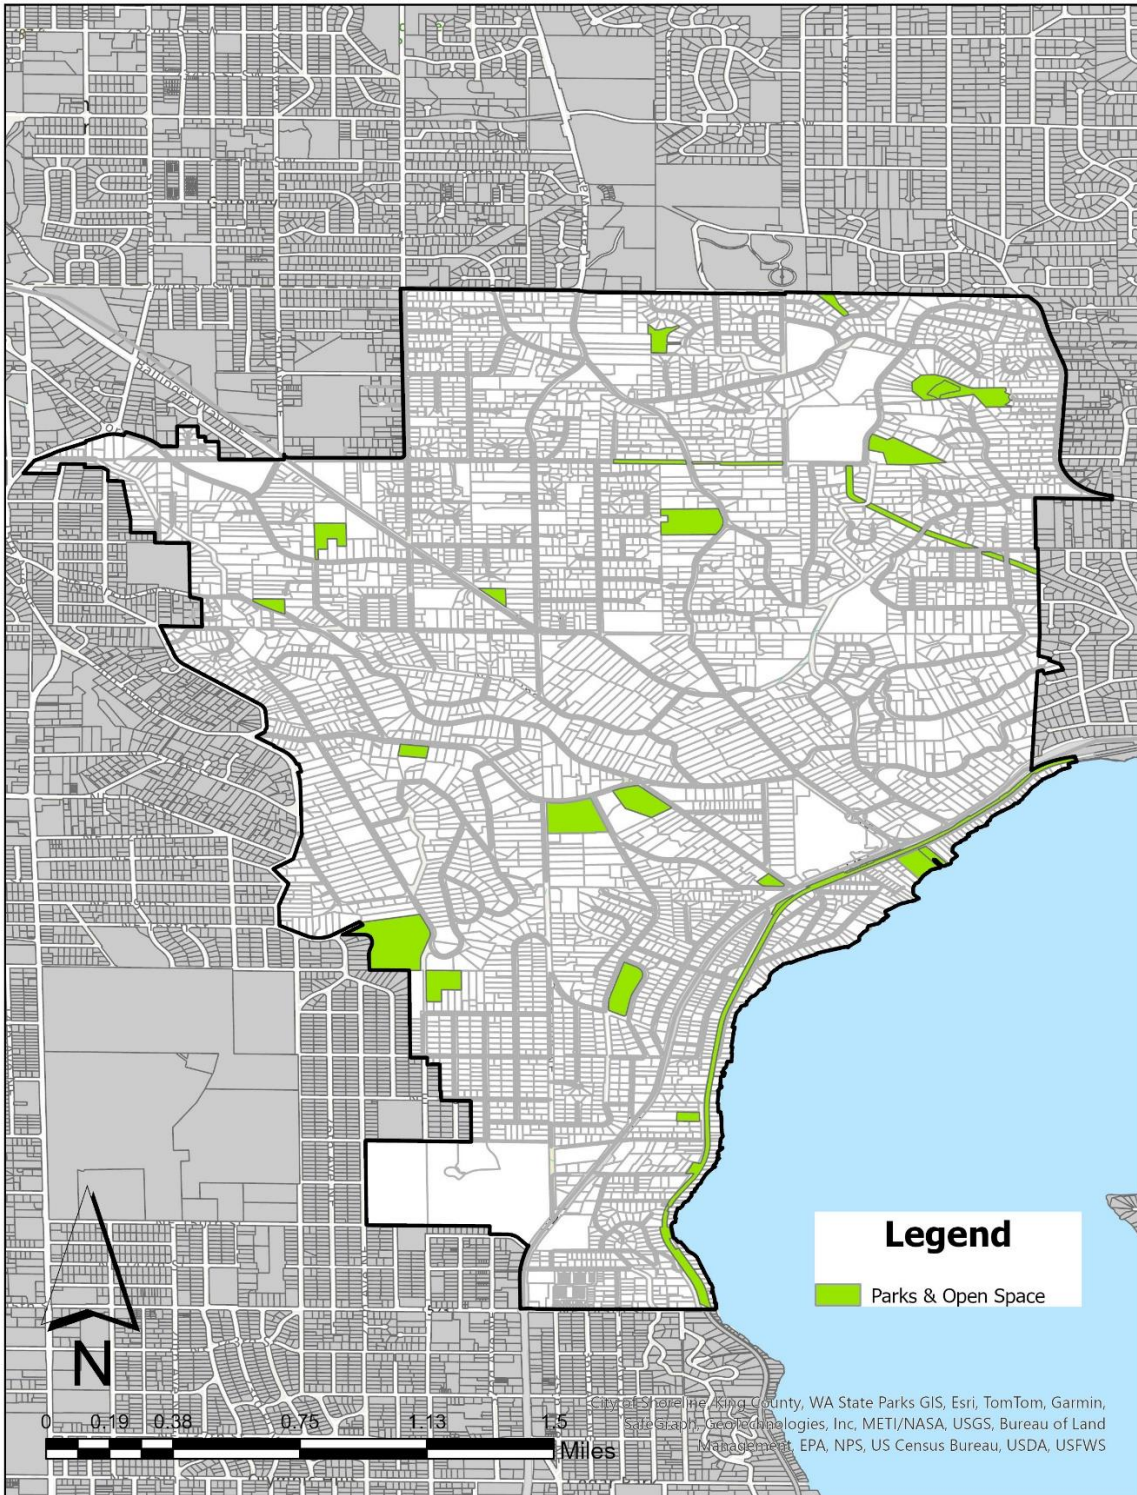 Ballinger Way
Legend
Parks & Open Space
N
0 0.19 0.38 0.75 1.13 1.5
Miles
City of Shoreline, King County, WA State Parks GIS, Esri, TomTom, Garmin,
SafeGraph, GeoTechnologies, Inc, METI/NASA, USGS, Bureau of Land
Management, EPA, NPS, US Census Bureau, USDA, USFWS